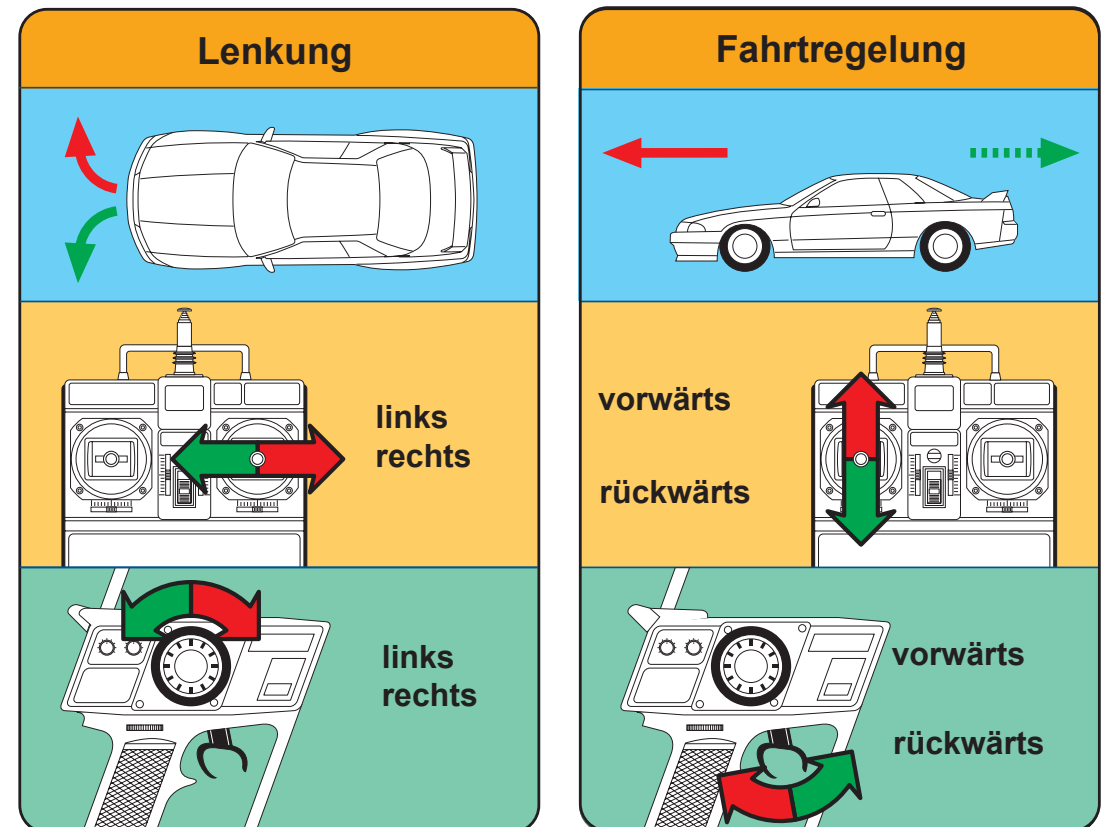 Lenkung
links
rechts
links
rechts
Fahrtregelung
vorwärts
rückwärts
vorwärts
rückwärts